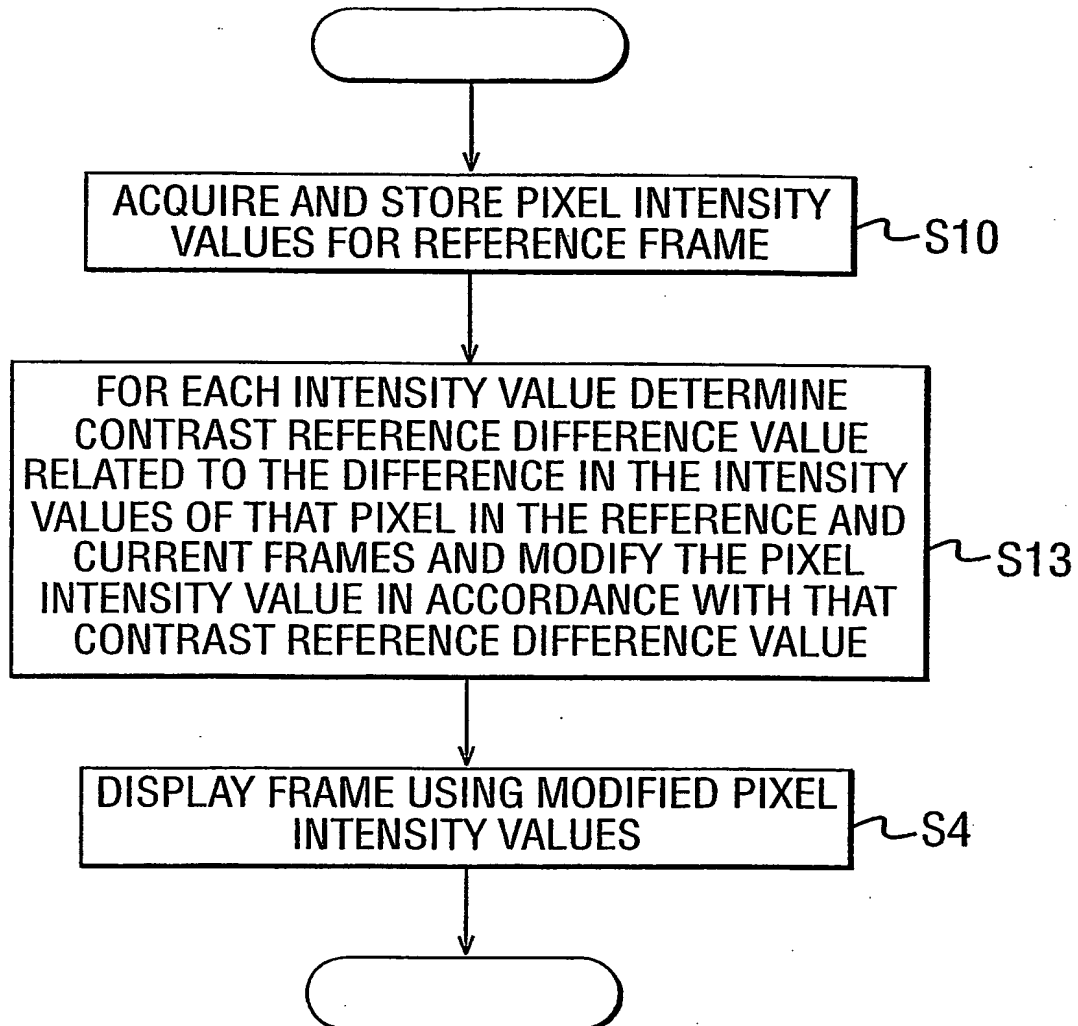 ACQUIRE AND STORE PIXEL INTENSITY
VALUES FOR REFERENCE FRAME
S10
FOR EACH INTENSITY VALUE DETERMINE
CONTRAST REFERENCE DIFFERENCE VALUE
RELATED TO THE DIFFERENCE IN THE INTENSITY
VALUES OF THAT PIXEL IN THE REFERENCE AND
CURRENT FRAMES AND MODIFY THE PIXEL
INTENSITY VALUE IN ACCORDANCE WITH THAT
CONTRAST REFERENCE DIFFERENCE VALUE
S13
DISPLAY FRAME USING MODIFIED PIXEL
INTENSITY VALUES
S4